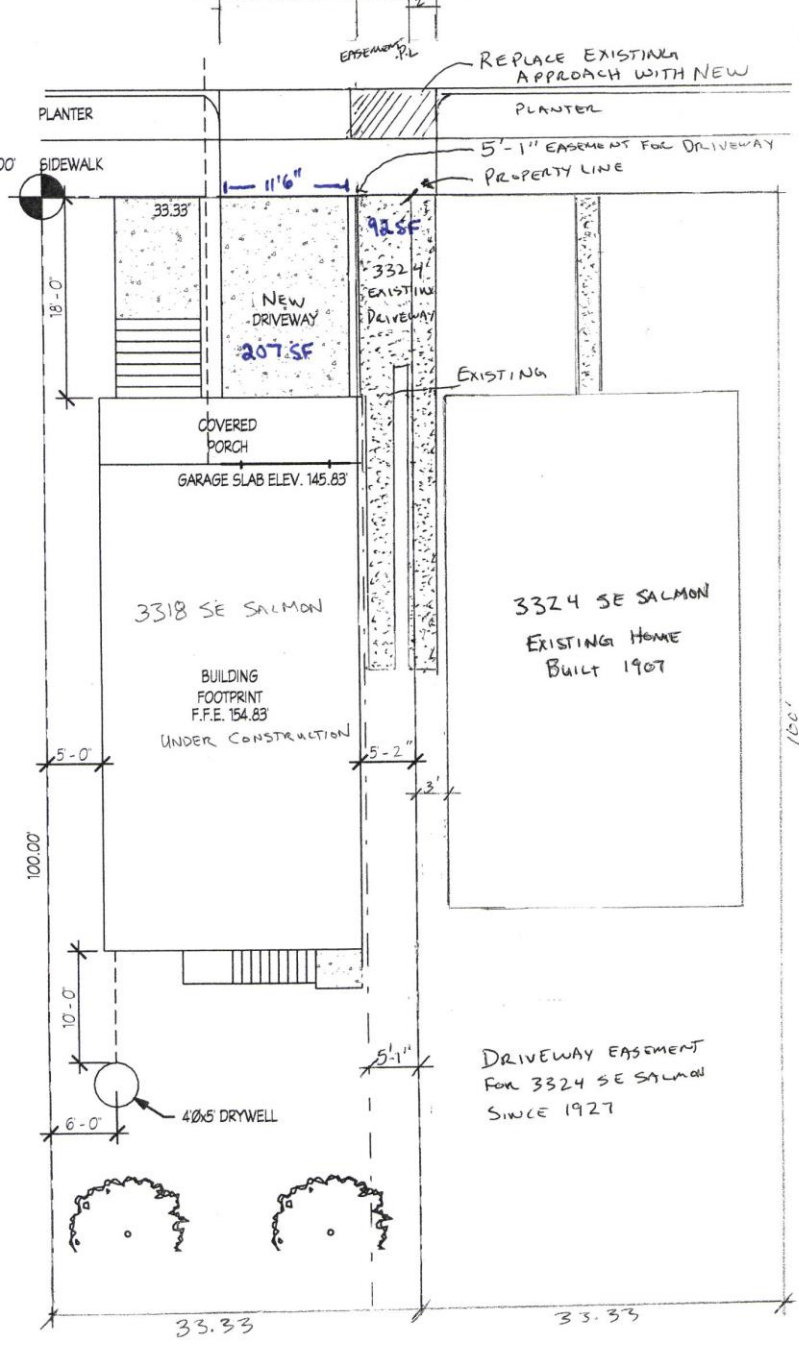 2'
EASEMENT
P.L
REPLACE EXISTING
APPROACH WITH NEW
PLANTER
PLANTER
5'-1" EASEMENT FOR DRIVEWAY
00'
SIDEWALK
PROPERTY LINE
11'6"
33.33'
92 SF
18'-0"
3324
EXISTING
DRIVEWAY
NEW
DRIVEWAY
207 SF
EXISTING
COVERED
PORCH
GARAGE SLAB ELEV. 145.83'
3318 SE SALMON
3324 SE SALMON
EXISTING HOME
BUILT 1907
BUILDING
FOOTPRINT
F.F.E. 154.83'
UNDER CONSTRUCTION
100'
5'-0"
5'-2"
3'
100.00'
10'-0"
5'-1"
DRIVEWAY EASEMENT
FOR 3324 SE SALMON
SINCE 1927
4'Øx5' DRYWELL
6'-0"
33.33
33.33